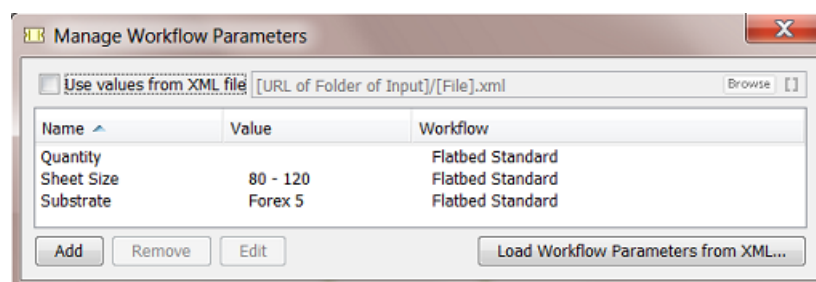 Manage Workflow Parameters
Use values from XML file [URL of Folder of Input]/[File].xml Browse []
Name Value Workflow
Quantity Flatbed Standard
Sheet Size 80 - 120 Flatbed Standard
Substrate Forex 5 Flatbed Standard
Add Remove Edit Load Workflow Parameters from XML...